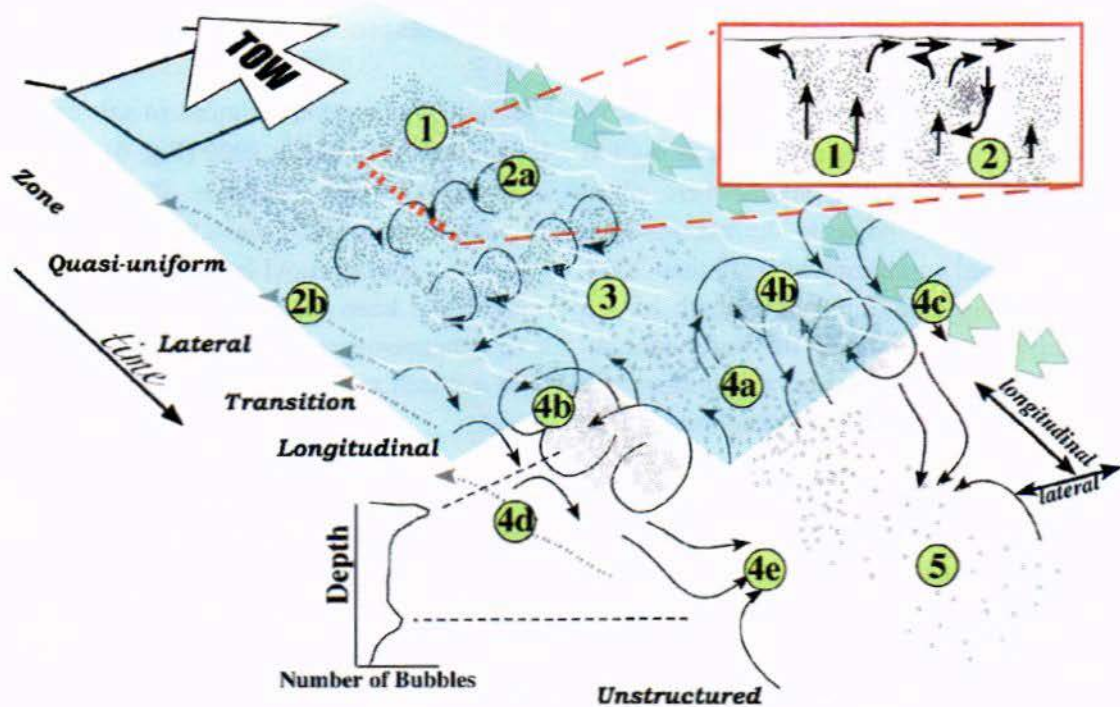 TOW
1
2a
1
2
Zone
Quasi-uniform
2b
3
4b
4c
time
Lateral
Transition
4b
4a
Longitudinal
longitudinal
lateral
4d
4e
5
Depth
Number of Bubbles
Unstructured